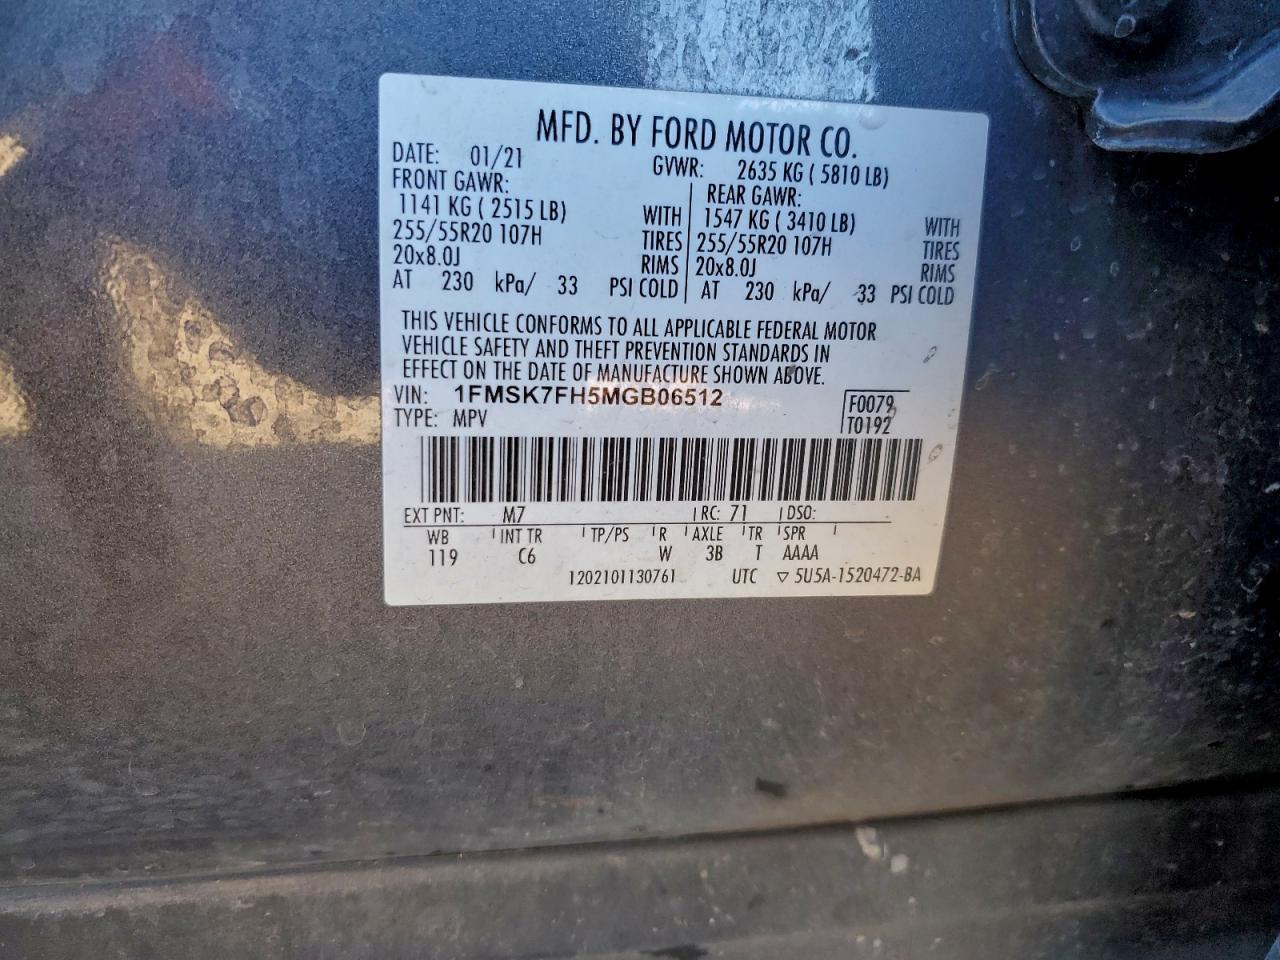 MFD. BY FORD MOTOR CO.
DATE: 01/21 GVWR: 2635 KG ( 5810 LB)
FRONT GAWR: REAR GAWR:
1141 KG ( 2515 LB) WITH 1547 KG ( 3410 LB) WITH
255/55R20 107H TIRES 255/55R20 107H TIRES
20x8.0J RIMS 20x8.0J RIMS
AT 230 kPa/ 33 PSI COLD AT 230 kPa/ 33 PSI COLD
THIS VEHICLE CONFORMS TO ALL APPLICABLE FEDERAL MOTOR
VEHICLE SAFETY AND THEFT PREVENTION STANDARDS IN
EFFECT ON THE DATE OF MANUFACTURE SHOWN ABOVE.
VIN: 1FMSK7FH5MGB06512 F0079
TYPE: MPV T0192
EXT PNT: M7 RC: 71 DSO:
WB INT TR TP/PS R AXLE TR SPR
119 C6 W 3B T AAAA
1202101130761 UTC ▽ 5U5A-1520472-BA